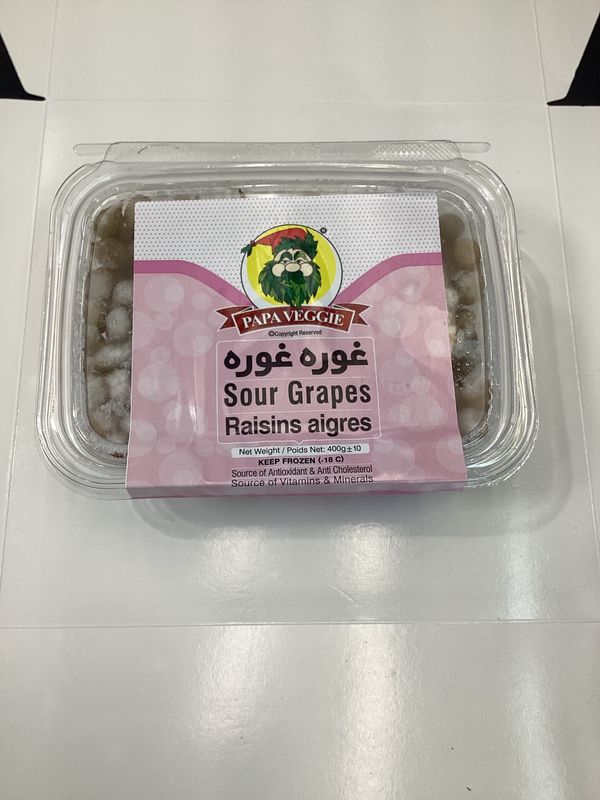 ®
PAPA VEGGIE
©Copyright Reserved
غوره غوره
Sour Grapes
Raisins aigres
Net Weight / Poids Net: 400g±10
KEEP FROZEN (-18 C)
Source of Antioxidant & Anti Cholesterol
Source of Vitamins & Minerals